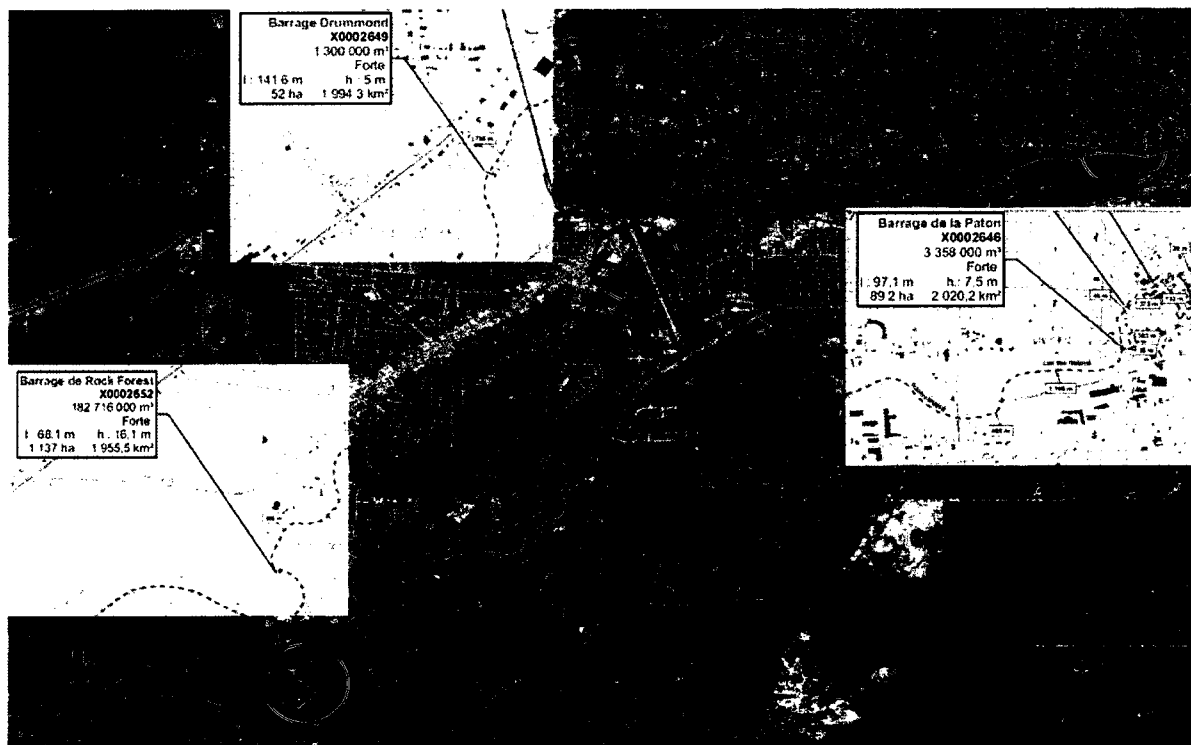 Barrage Drummond
X0002649
1 300 000 m³
Forte
l.: 141,6 m h.: 5 m
52 ha 1 994,3 km²
Barrage de la Paton
X0002646
3 358 000 m³
Forte
l.: 97,1 m h.: 7,5 m
89,2 ha 2 020,2 km²
Barrage de Rock Forest
X0002652
182 716 000 m³
Forte
l.: 68,1 m h.: 16,1 m
1 137 ha 1 955,5 km²